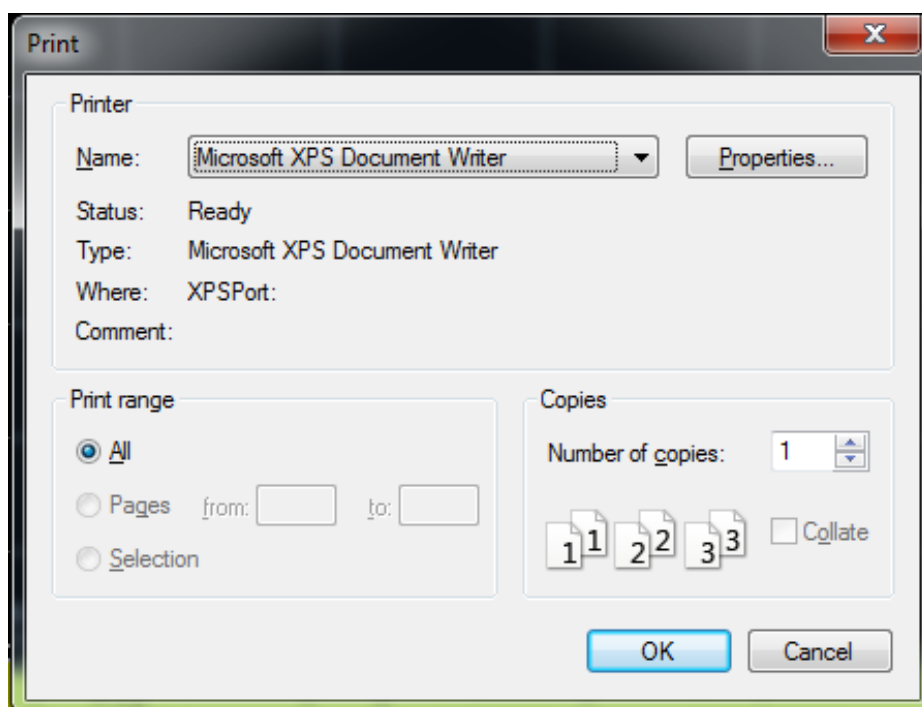 Print
Printer
Name: Microsoft XPS Document Writer Properties...
Status: Ready
Type: Microsoft XPS Document Writer
Where: XPSPort:
Comment:
Print range
All
Pages from: to:
Selection
Copies
Number of copies: 1
1 1 2 2 3 3 Collate
OK Cancel